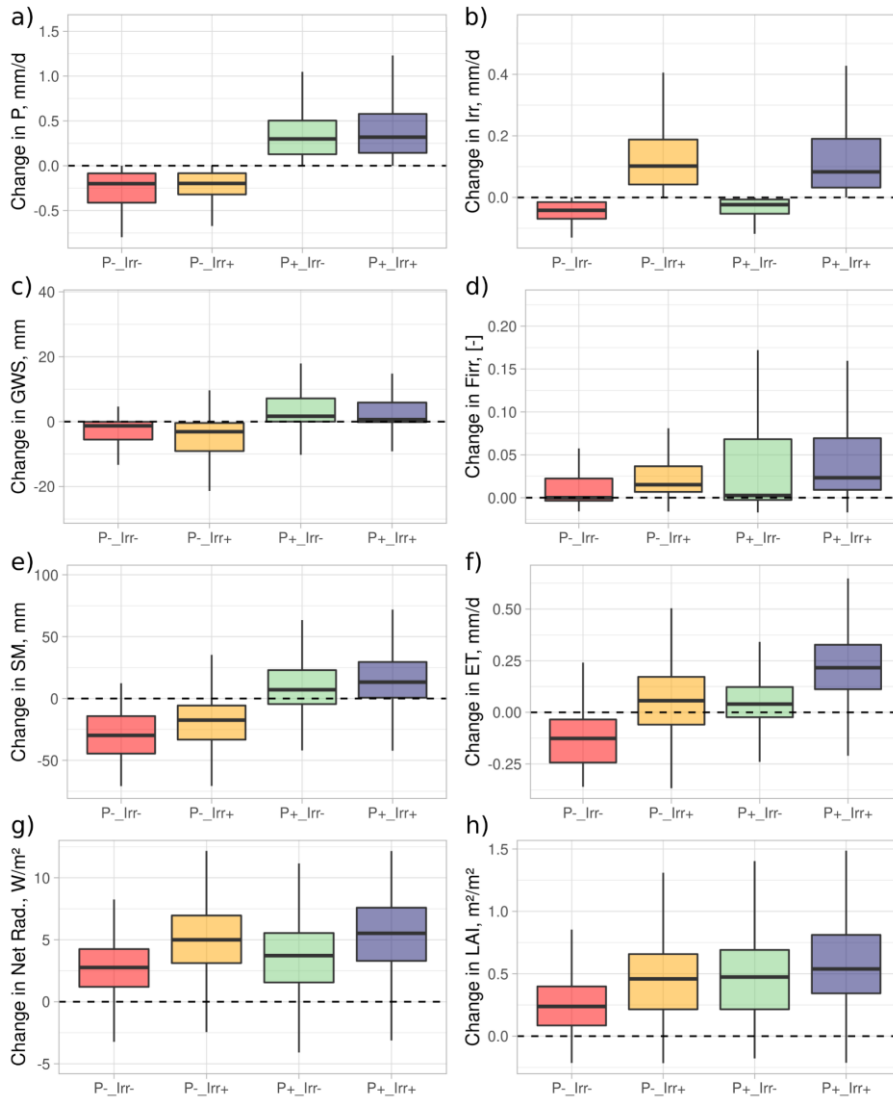 a)
Change in P, mm/d
1.5
1.0
0.5
0.0
-0.5
P-_Irr-
P-_Irr+
P+_Irr-
P+_Irr+
b)
Change in Irr, mm/d
0.4
0.2
0.0
P-_Irr-
P-_Irr+
P+_Irr-
P+_Irr+
c)
Change in GWS, mm
40
20
0
-20
P-_Irr-
P-_Irr+
P+_Irr-
P+_Irr+
d)
Change in Firr, [-]
0.20
0.15
0.10
0.05
0.00
P-_Irr-
P-_Irr+
P+_Irr-
P+_Irr+
e)
Change in SM, mm
100
50
0
-50
P-_Irr-
P-_Irr+
P+_Irr-
P+_Irr+
f)
Change in ET, mm/d
0.50
0.25
0.00
-0.25
P-_Irr-
P-_Irr+
P+_Irr-
P+_Irr+
g)
Change in Net Rad., W/m²
10
5
0
-5
P-_Irr-
P-_Irr+
P+_Irr-
P+_Irr+
h)
Change in LAI, m²/m²
1.5
1.0
0.5
0.0
P-_Irr-
P-_Irr+
P+_Irr-
P+_Irr+